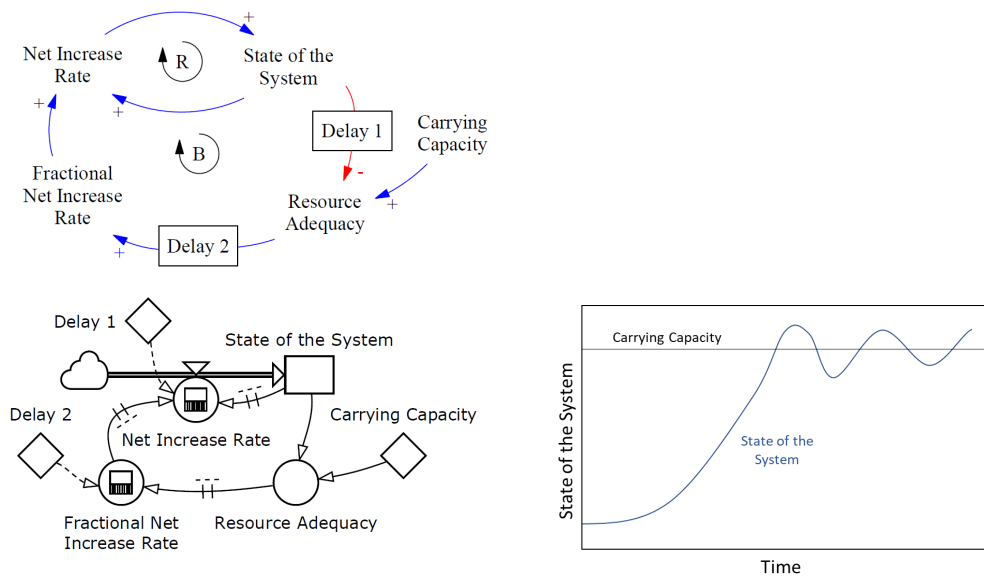 Net Increase
Rate
R
State of the
System
+
+
+
B
Delay 1
Carrying
Capacity
-
+
Fractional
Net Increase
Rate
Resource
Adequacy
Delay 2
+
Delay 1
State of the System
Delay 2
Carrying Capacity
Net Increase Rate
Fractional Net
Increase Rate
Resource Adequacy
Carrying Capacity
State of the System
State of the
System
Time